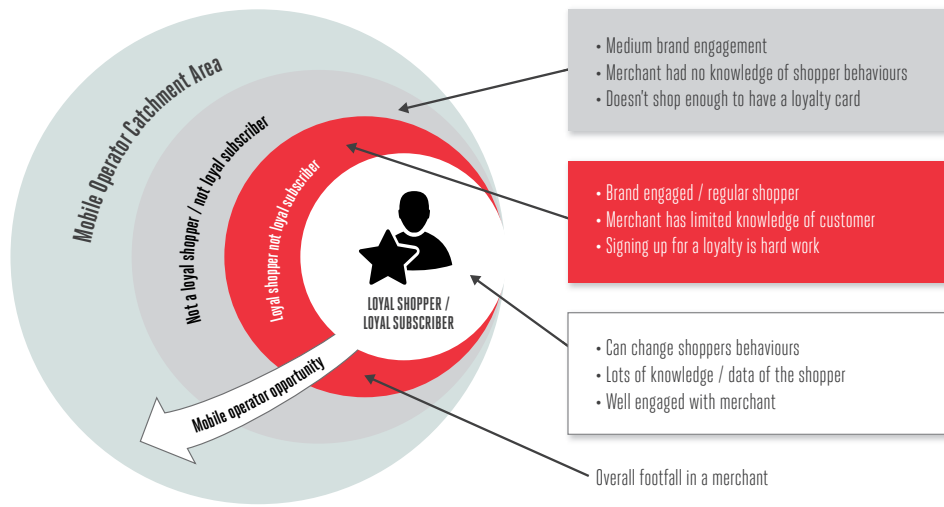 Mobile Operator Catchment Area
Not a loyal shopper / not loyal subscriber
Loyal shopper not loyal subscriber
LOYAL SHOPPER /
LOYAL SUBSCRIBER
Mobile operator opportunity
• Medium brand engagement
• Merchant had no knowledge of shopper behaviours
• Doesn't shop enough to have a loyalty card
• Brand engaged / regular shopper
• Merchant has limited knowledge of customer
• Signing up for a loyalty is hard work
• Can change shoppers behaviours
• Lots of knowledge / data of the shopper
• Well engaged with merchant
Overall footfall in a merchant